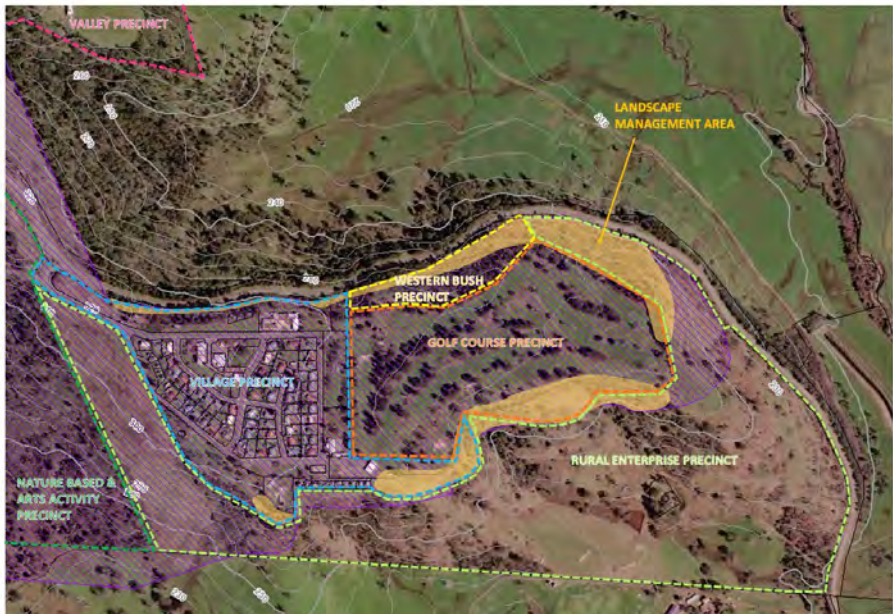 VALLEY PRECINCT
LANDSCAPE
MANAGEMENT AREA
WESTERN BUSH
PRECINCT
GOLF COURSE PRECINCT
VILLAGE PRECINCT
RURAL ENTERPRISE PRECINCT
NATURE BASED &
ARTS ACTIVITY
PRECINCT
240